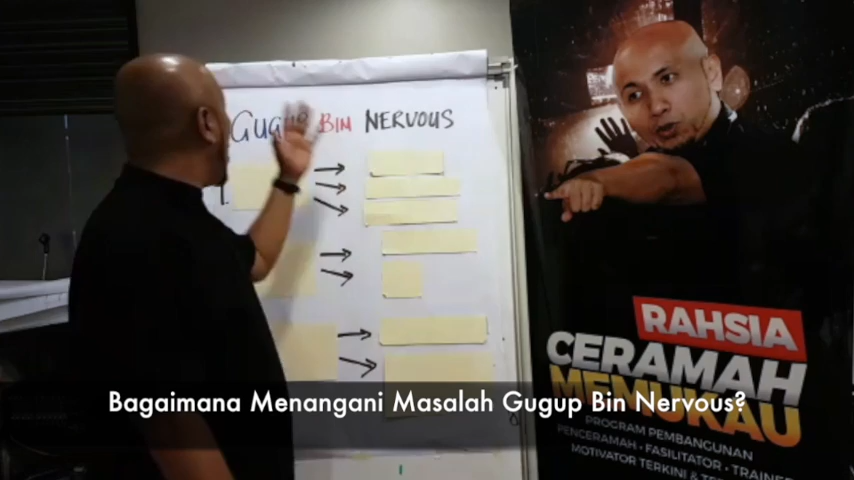 GUGUP BIN NERVOUS
1.
RAHSIA
CERAMAH
MEMUKAU
PROGRAM PEMBANGUNAN
PENCERAMAH • FASILITATOR • TRAINER
MOTIVATOR TERKINI &
Bagaimana Menangani Masalah Gugup Bin Nervous?